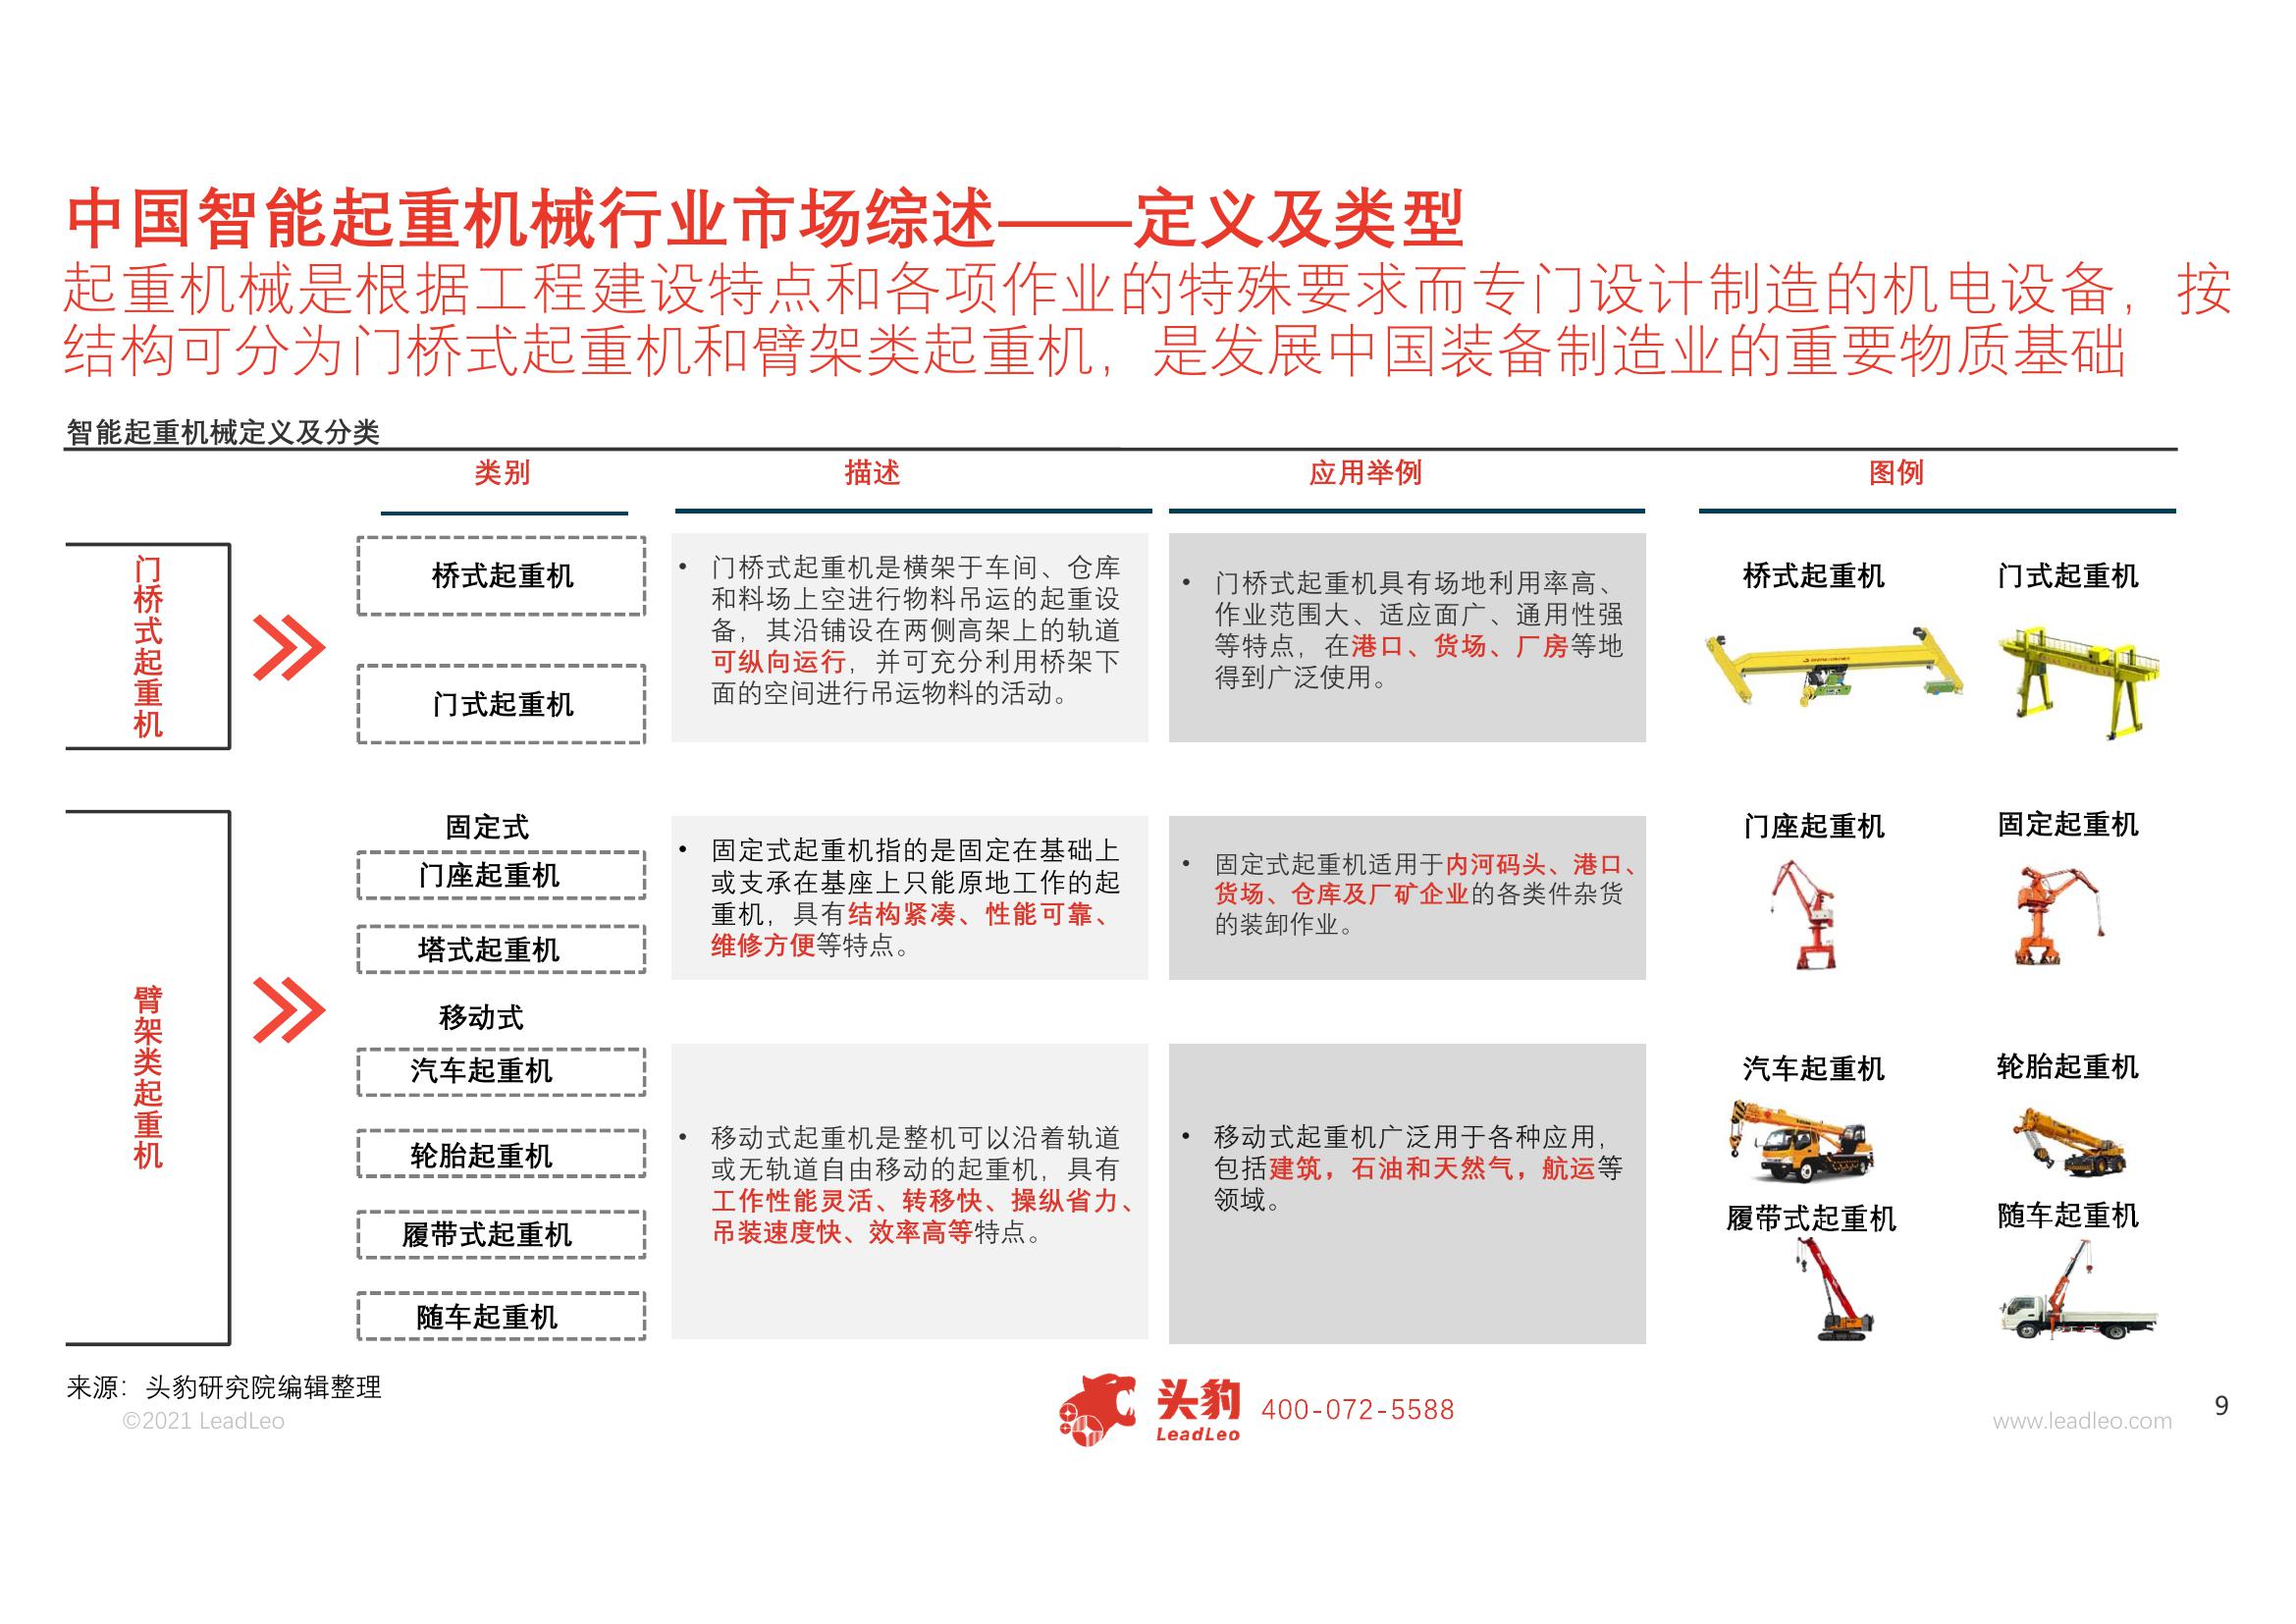 中国智能起重机械行业市场综述——定义及类型
起重机械是根据工程建设特点和各项作业的特殊要求而专门设计制造的机电设备，按
结构可分为门桥式起重机和臂架类起重机，是发展中国装备制造业的重要物质基础
智能起重机械定义及分类
类别
描述
应用举例
图例
门桥式起重机
桥式起重机
门式起重机
• 门桥式起重机是横架于车间、仓库
和料场上空进行物料吊运的起重设
备，其沿铺设在两侧高架上的轨道
可纵向运行，并可充分利用桥架下
面的空间进行吊运物料的活动。
• 门桥式起重机具有场地利用率高、
作业范围大、适应面广、通用性强
等特点，在港口、货场、厂房等地
得到广泛使用。
桥式起重机
门式起重机
臂架类起重机
固定式
门座起重机
塔式起重机
• 固定式起重机指的是固定在基础上
或支承在基座上只能原地工作的起
重机，具有结构紧凑、性能可靠、
维修方便等特点。
• 固定式起重机适用于内河码头、港口、
货场、仓库及厂矿企业的各类件杂货
的装卸作业。
门座起重机
固定起重机
移动式
汽车起重机
轮胎起重机
履带式起重机
随车起重机
• 移动式起重机是整机可以沿着轨道
或无轨道自由移动的起重机，具有
工作性能灵活、转移快、操纵省力、
吊装速度快、效率高等特点。
• 移动式起重机广泛用于各种应用，
包括建筑，石油和天然气，航运等
领域。
汽车起重机
轮胎起重机
履带式起重机
随车起重机
来源：头豹研究院编辑整理
©2021 LeadLeo
头豹
LeadLeo
400-072-5588
www.leadleo.com
9